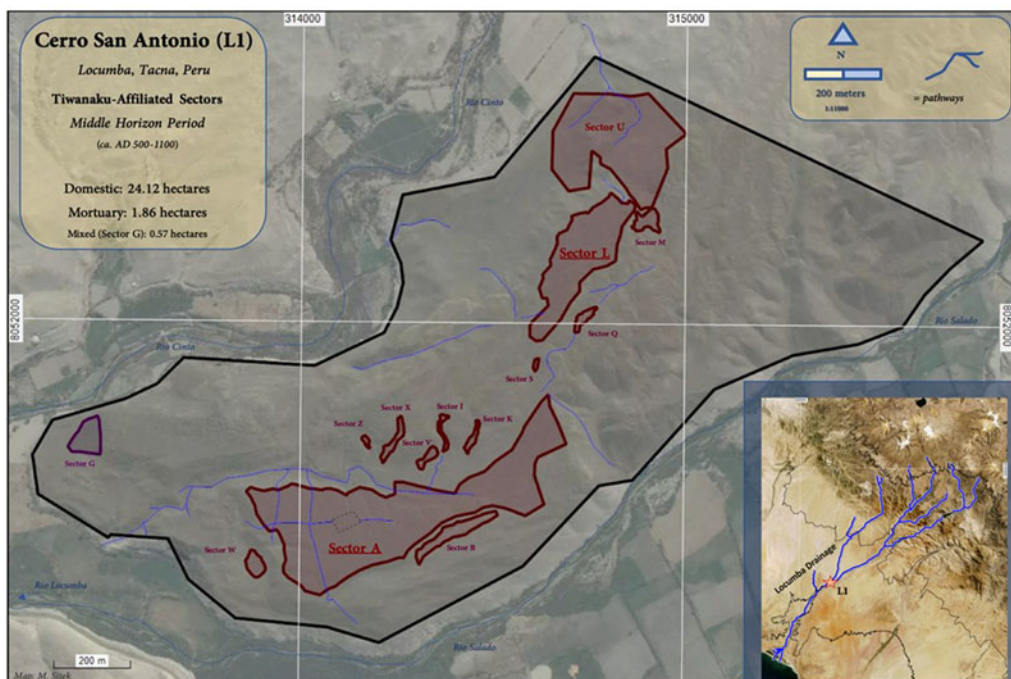 314000
315000
Cerro San Antonio (L1)
Locumba, Tacna, Peru
Tiwanaku-Affiliated Sectors
Middle Horizon Period
(ca. AD 500-1100)
Domestic: 24.12 hectares
Mortuary: 1.86 hectares
Mixed (Sector G): 0.57 hectares
N
200 meters
1:11000
= pathways
Rio Cinto
Sector U
Sector M
Sector L
8052000
8052000
Rio Salado
Sector Q
Rio Cinto
Sector S
Sector X
Sector I
Sector K
Sector Z
Sector V
Sector G
Sector A
Sector B
Sector W
Locumba Drainage
L1
Rio Locumba
Rio Salado
200 m
Map: M. Sitek